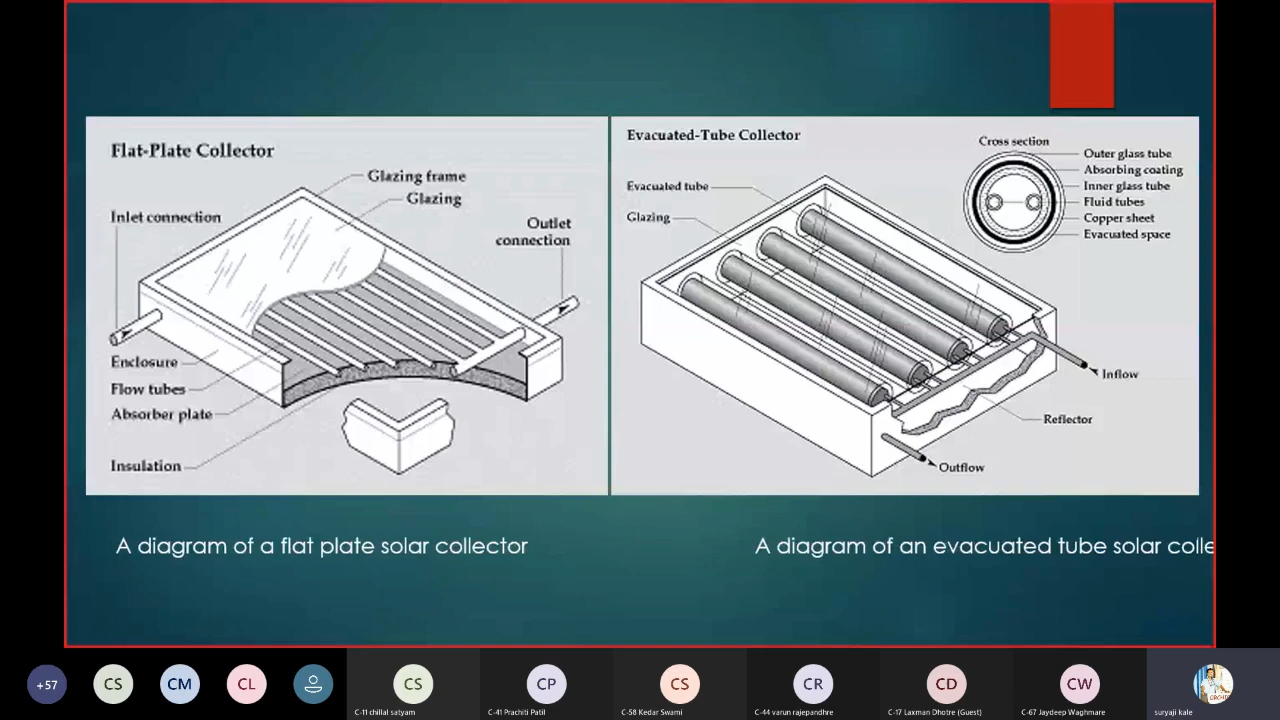 Flat-Plate Collector
Glazing frame
Glazing
Inlet connection
Outlet
connection
Enclosure
Flow tubes
Absorber plate
Insulation
Evacuated-Tube Collector
Cross section
Outer glass tube
Absorbing coating
Inner glass tube
Fluid tubes
Copper sheet
Evacuated space
Evacuated tube
Glazing
Inflow
Reflector
Outflow
A diagram of a flat plate solar collector
A diagram of an evacuated tube solar colle
+57
CS
CM
CL
CS
C-11 chillal satyam
CP
C-41 Prachiti Patil
CS
C-58 Kedar Swami
CR
C-44 varun rajepandhre
CD
C-17 Laxman Dhotre (Guest)
CW
C-67 Jaydeep Waghmare
suryaji kale